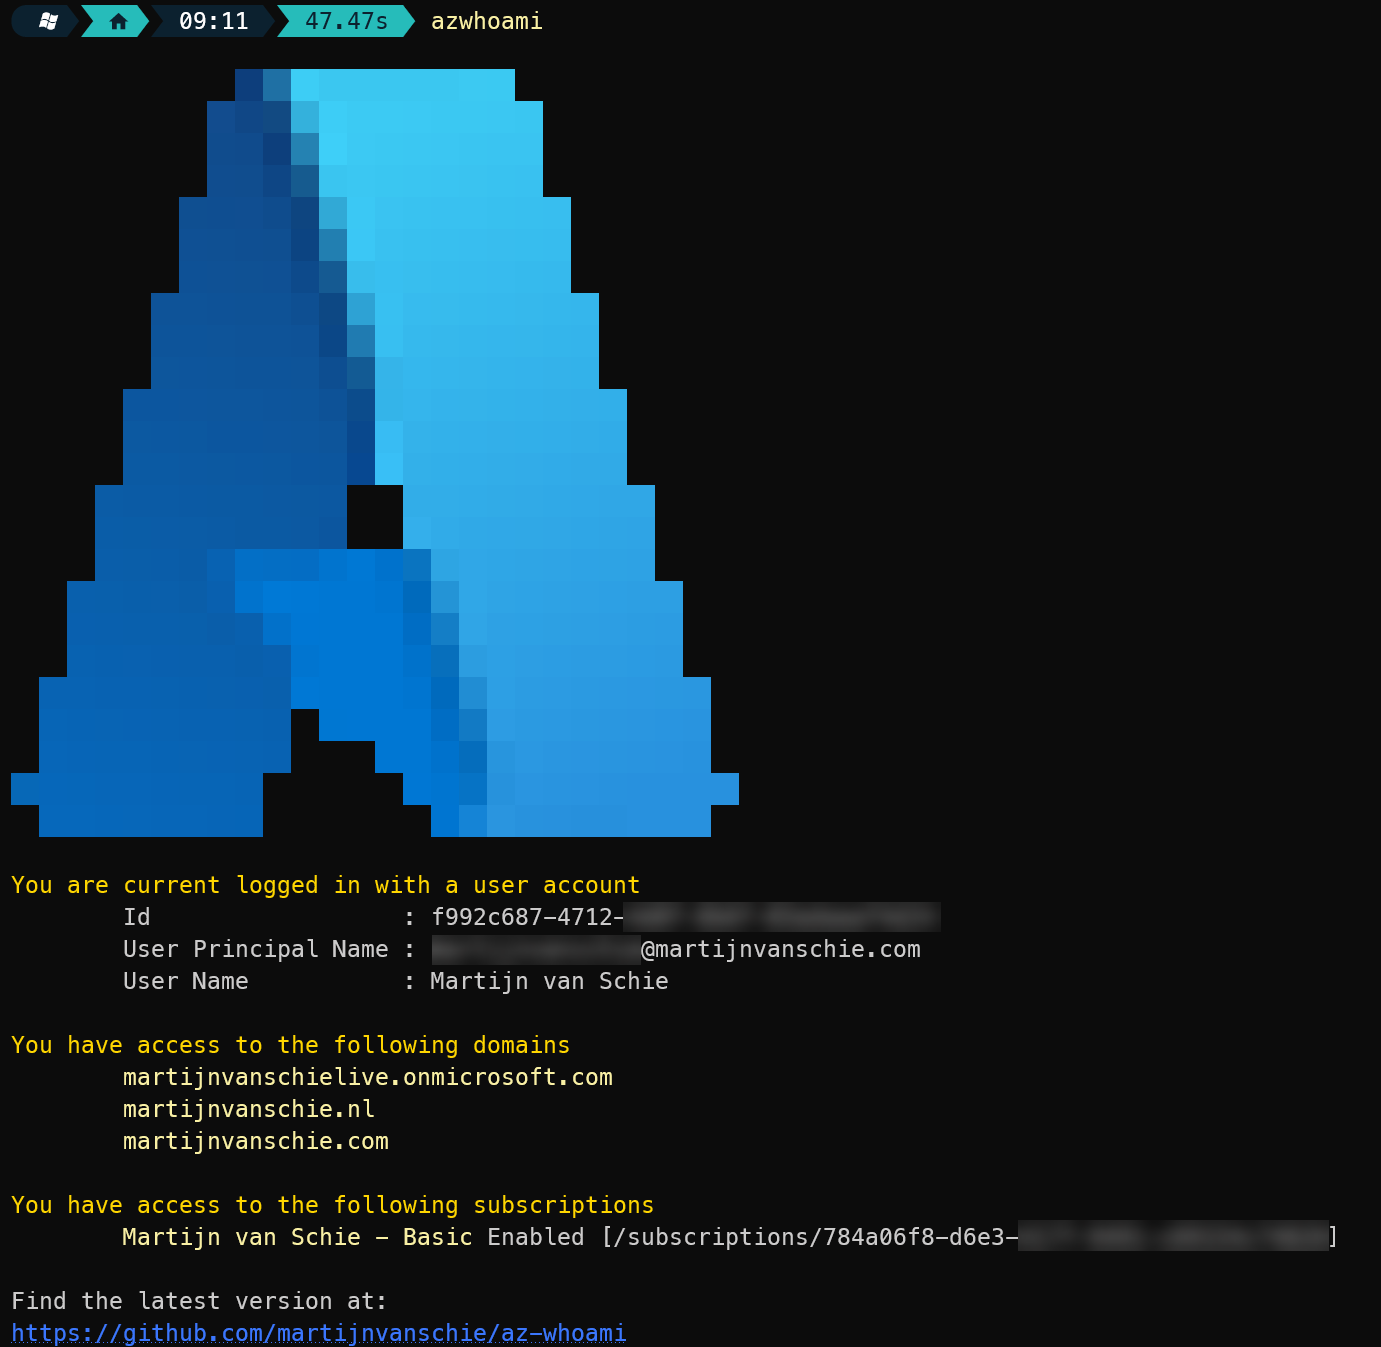 09:11 47.47s azwhoami
You are current logged in with a user account
Id : f992c687-4712-
User Principal Name : @martijnvanschie.com
User Name : Martijn van Schie
You have access to the following domains
martijnvanschielive.onmicrosoft.com
martijnvanschie.nl
martijnvanschie.com
You have access to the following subscriptions
Martijn van Schie - Basic Enabled [/subscriptions/784a06f8-d6e3-]
Find the latest version at:
https://github.com/martijnvanschie/az-whoami